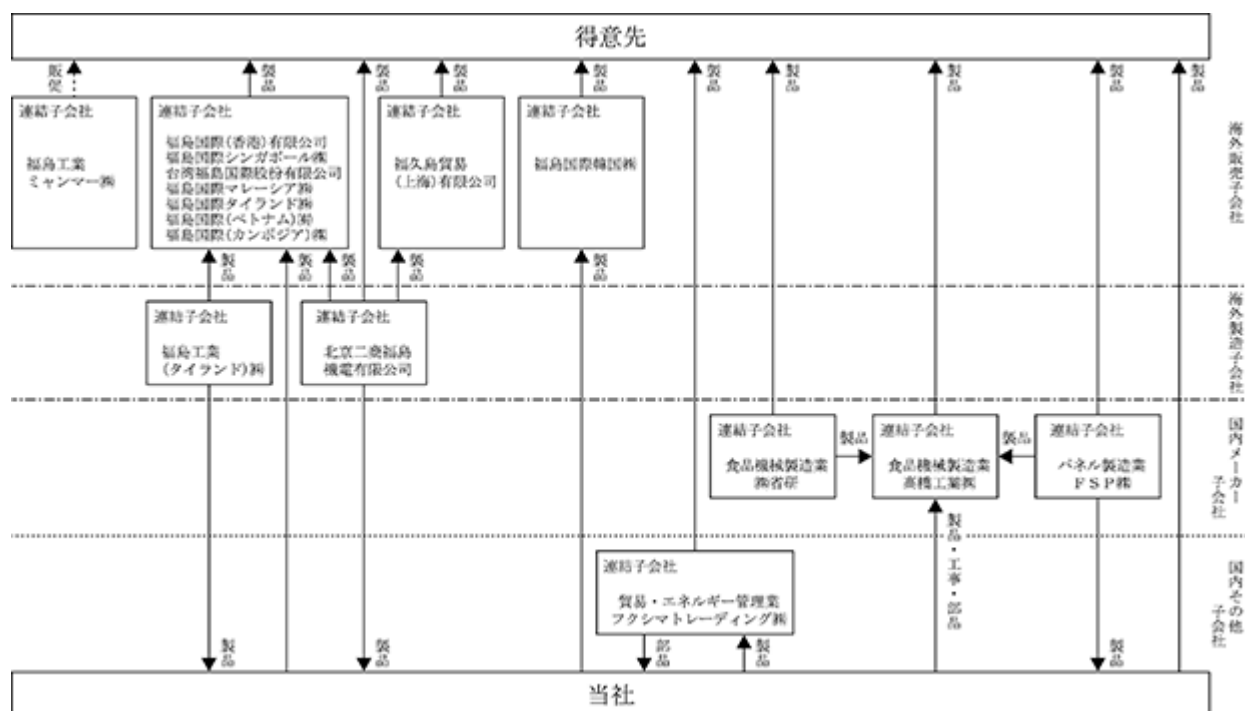 得意先
販促
製品
製品
製品
製品
製品
製品
製品
製品
製品
連結子会社
福島工業
ミャンマー㈱
連結子会社
福島国際(香港)有限公司
福島国際シンガポール㈱
台湾福島国際股份有限公司
福島国際マレーシア㈱
福島国際タイランド㈱
福島国際(ベトナム)㈲
福島国際(カンボジア)㈱
連結子会社
福久島貿易
(上海)有限公司
連結子会社
福島国際韓国㈱
海外販売子会社
製品
製品
製品
製品
製品
連結子会社
福島工業
(タイランド)㈱
連結子会社
北京二商福島
機電有限公司
海外製造子会社
連結子会社
食品機械製造業
㈱省研
製品
連結子会社
食品機械製造業
高橋工業㈱
製品
連結子会社
パネル製造業
FSP㈱
国内メーカー
子会社
連結子会社
貿易・エネルギー管理業
フクシマトレーディング㈱
製品・工事・部品
国内その他
子会社
製品
製品
部品
製品
製品
当社